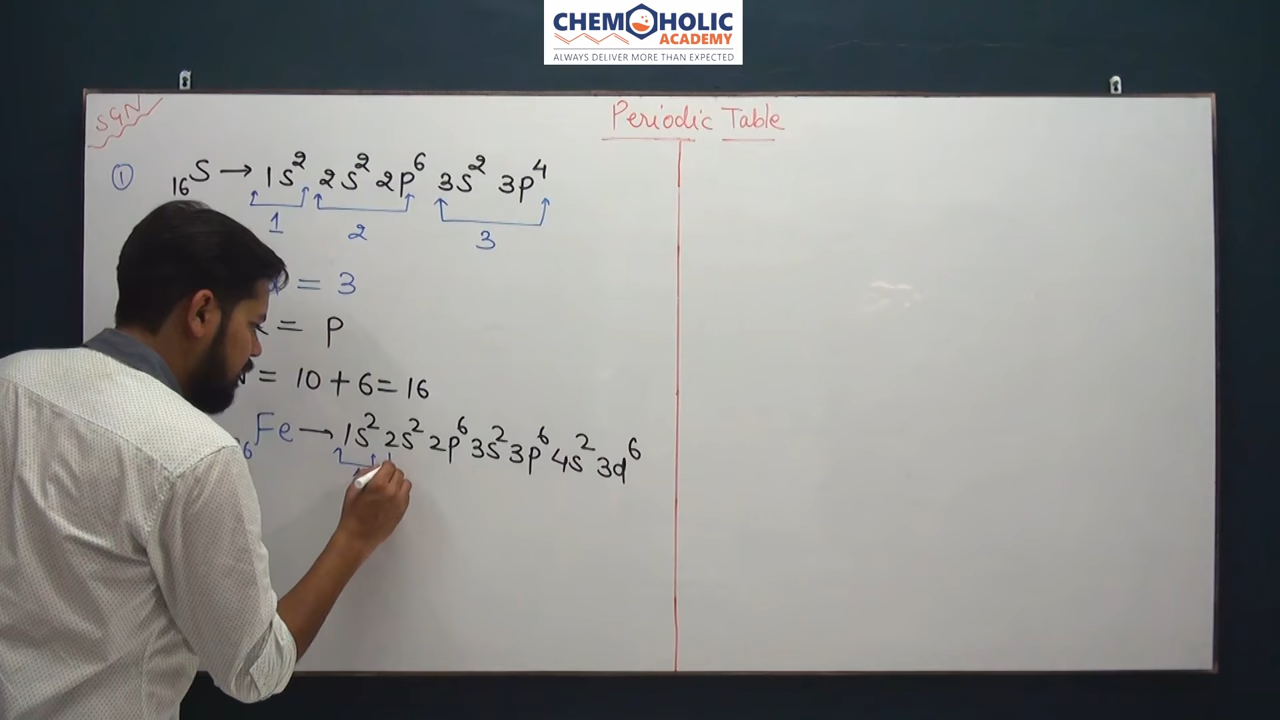 CHEMOHOLIC
ACADEMY
ALWAYS DELIVER MORE THAN EXPECTED
SGN
Periodic Table
① ₁₆S → 1s² 2s² 2p⁶ 3s² 3p⁴
1 2 3
= 3
= p
= 10 + 6 = 16
₆Fe → 1s² 2s² 2p⁶ 3s² 3p⁶ 4s² 3d⁶